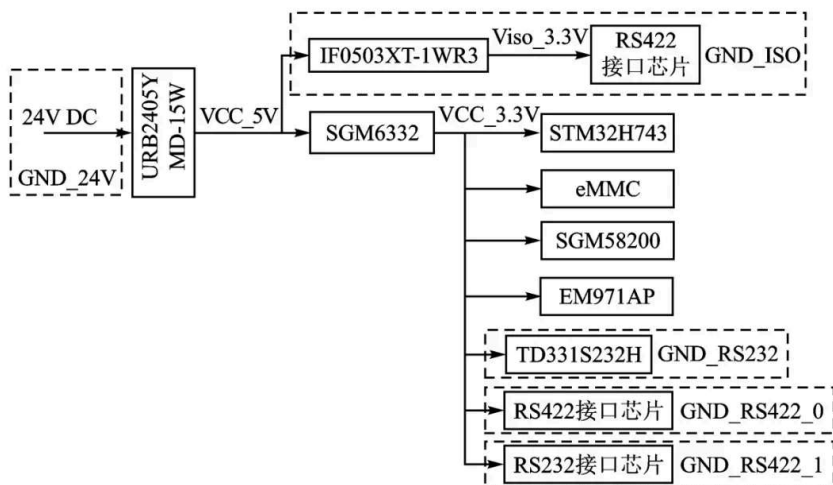 24V DC
GND_24V
URB2405Y
MD-15W
VCC_5V
IF0503XT-1WR3
Viso_3.3V
RS422
接口芯片
GND_ISO
SGM6332
VCC_3.3V
STM32H743
eMMC
SGM58200
EM971AP
TD331S232H
GND_RS232
RS422接口芯片
GND_RS422_0
RS232接口芯片
GND_RS422_1